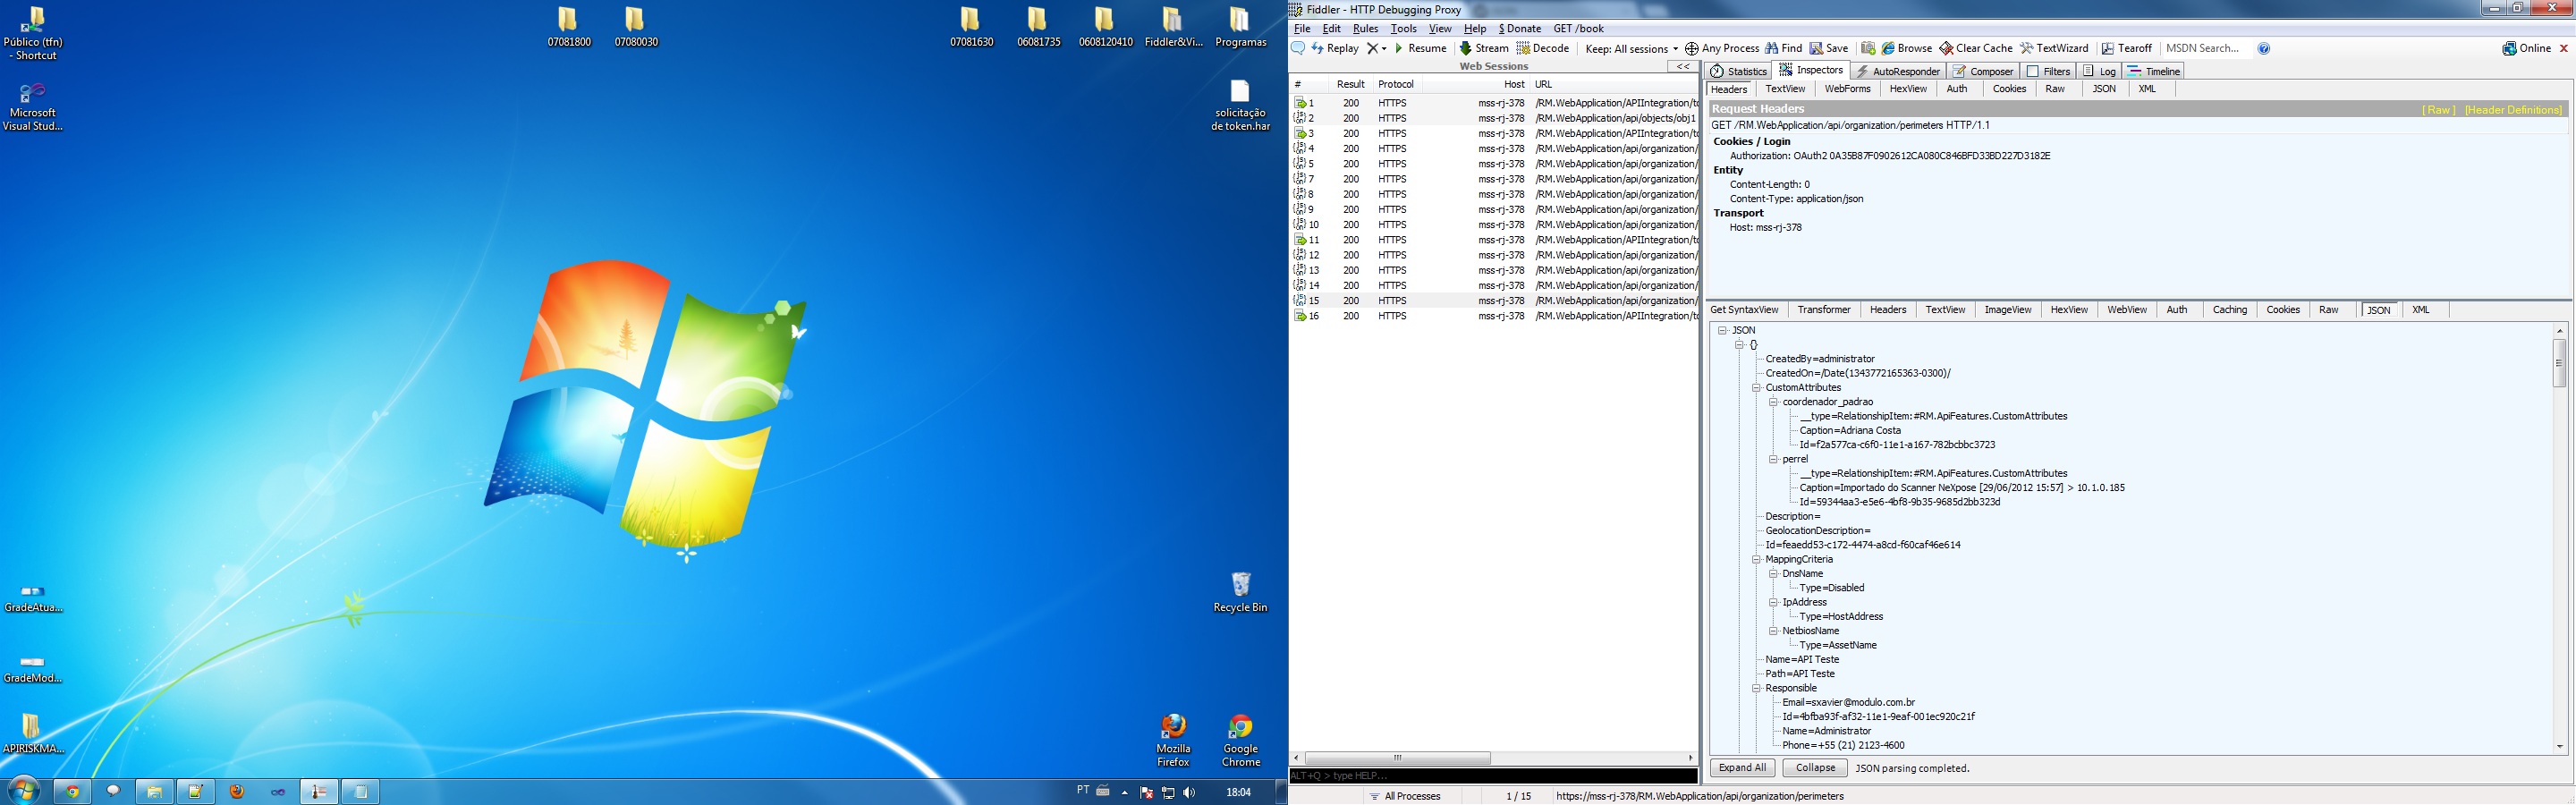 Público (tfn)
- Shortcut
Microsoft
Visual Stud...
GradeAtua...
GradeMod...
APIRISKMA...
07081800
07080030
07081630
06081735
0608120410
Fiddler&Vi...
Programas
solicitação
de token.har
Recycle Bin
Mozilla
Firefox
Google
Chrome
PT
18:04
Fiddler - HTTP Debugging Proxy
File Edit Rules Tools View Help $ Donate GET /book
Replay Resume Stream Decode Keep: All sessions Any Process Find Save Browse Clear Cache TextWizard Tearoff MSDN Search... Online
Web Sessions <<
# Result Protocol Host URL
1 200 HTTPS mss-rj-378 /RM.WebApplication/APIIntegration/to
2 200 HTTPS mss-rj-378 /RM.WebApplication/api/objects/obj1
3 200 HTTPS mss-rj-378 /RM.WebApplication/APIIntegration/to
4 200 HTTPS mss-rj-378 /RM.WebApplication/api/organization/
5 200 HTTPS mss-rj-378 /RM.WebApplication/api/organization/
7 200 HTTPS mss-rj-378 /RM.WebApplication/api/organization/
8 200 HTTPS mss-rj-378 /RM.WebApplication/api/organization/
9 200 HTTPS mss-rj-378 /RM.WebApplication/api/organization/
10 200 HTTPS mss-rj-378 /RM.WebApplication/api/organization/
11 200 HTTPS mss-rj-378 /RM.WebApplication/APIIntegration/to
12 200 HTTPS mss-rj-378 /RM.WebApplication/api/organization/
13 200 HTTPS mss-rj-378 /RM.WebApplication/api/organization/
14 200 HTTPS mss-rj-378 /RM.WebApplication/api/organization/
15 200 HTTPS mss-rj-378 /RM.WebApplication/api/organization/
16 200 HTTPS mss-rj-378 /RM.WebApplication/APIIntegration/to
ALT+Q > type HELP...
Statistics Inspectors AutoResponder Composer Filters Log Timeline
Headers TextView WebForms HexView Auth Cookies Raw JSON XML
Request Headers [ Raw ] [Header Definitions]
GET /RM.WebApplication/api/organization/perimeters HTTP/1.1
Cookies / Login
Authorization: OAuth2 0A35B87F0902612CA080C846BFD33BD227D3182E
Entity
Content-Length: 0
Content-Type: application/json
Transport
Host: mss-rj-378
Get SyntaxView Transformer Headers TextView ImageView HexView WebView Auth Caching Cookies Raw JSON XML
JSON
{}
CreatedBy=administrator
CreatedOn=/Date(1343772165363-0300)/
CustomAttributes
coordenador_padrao
__type=RelationshipItem:#RM.ApiFeatures.CustomAttributes
Caption=Adriana Costa
Id=f2a577ca-c6f0-11e1-a167-782bcbbc3723
perrel
__type=RelationshipItem:#RM.ApiFeatures.CustomAttributes
Caption=Importado do Scanner NeXpose [29/06/2012 15:57] > 10.1.0.185
Id=59344aa3-e5e6-4bf8-9b35-9685d2bb323d
Description=
GeolocationDescription=
Id=feaedd53-c172-4474-a8cd-f60caf46e614
MappingCriteria
DnsName
Type=Disabled
IpAddress
Type=HostAddress
NetbiosName
Type=AssetName
Name=API Teste
Path=API Teste
Responsible
Email=sxavier@modulo.com.br
Id=4bfba93f-af32-11e1-9eaf-001ec920c21f
Name=Administrator
Phone=+55 (21) 2123-4600
Expand All Collapse JSON parsing completed.
All Processes 1 / 15 https://mss-rj-378/RM.WebApplication/api/organization/perimeters